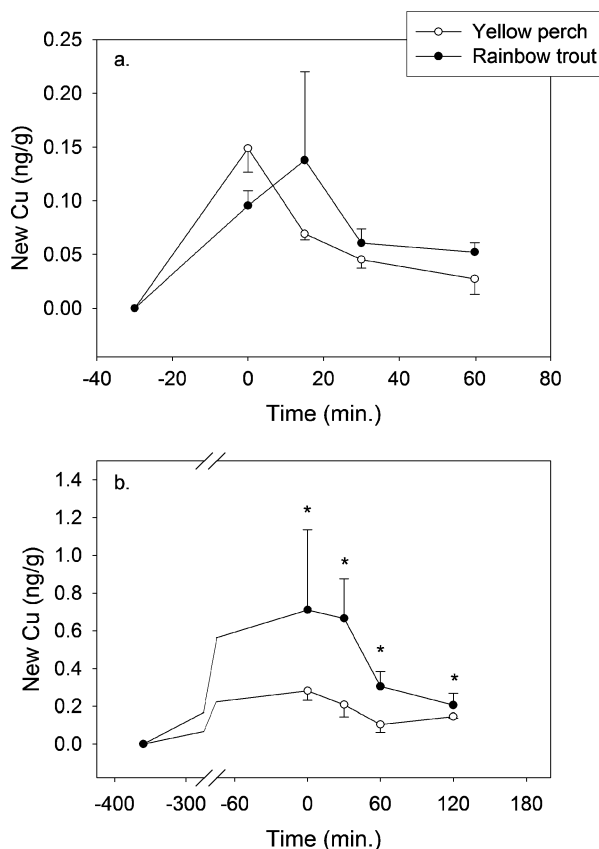 Yellow perch
Rainbow trout
a.
0.25
0.20
0.15
0.10
0.05
0.00
New Cu (ng/g)
-40 -20 0 20 40 60 80
Time (min.)
b.
1.4
1.2
1.0
0.8
0.6
0.4
0.2
0.0
New Cu (ng/g)
* * * *
-400 -300 -60 0 60 120 180
Time (min.)